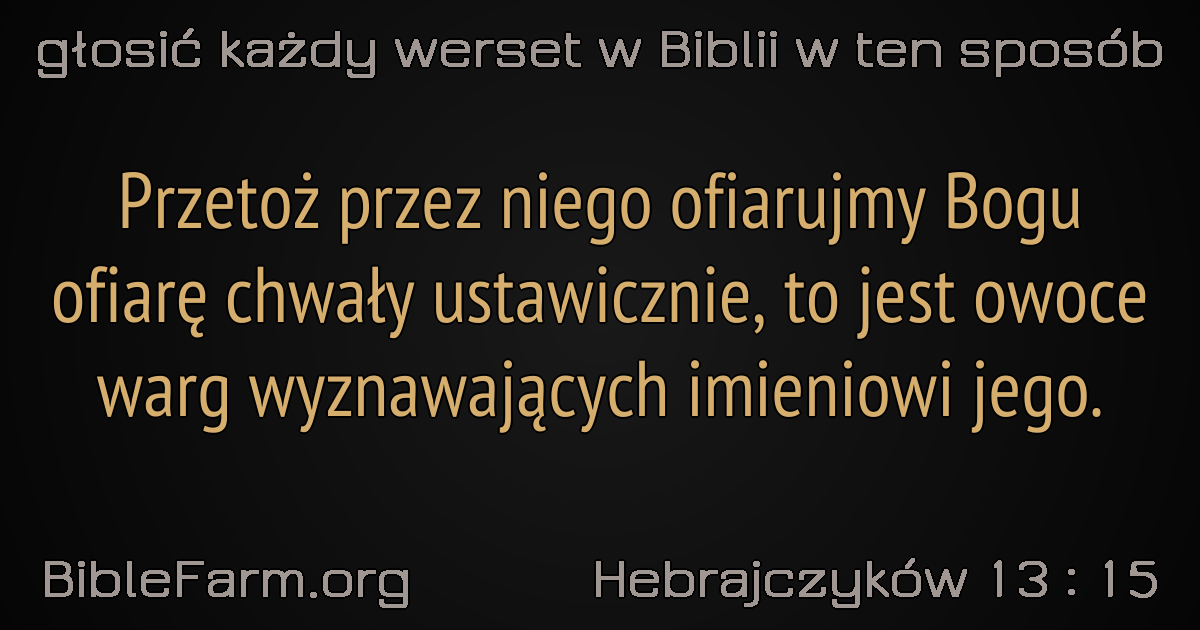 głosić każdy werset w Biblii w ten sposób
Przetoż przez niego ofiarujmy Bogu
ofiarę chwały ustawicznie, to jest owoce
warg wyznawających imieniowi jego.
BibleFarm.org
Hebrajczyków 13 : 15